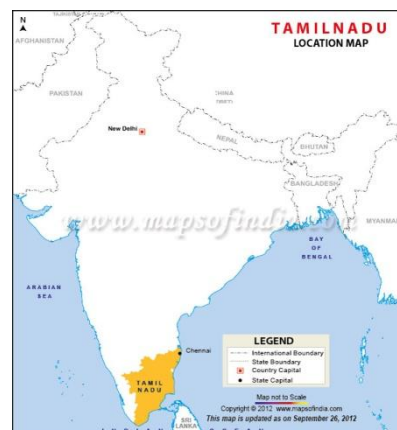 TAMILNADU
LOCATION MAP
N
AFGHANISTAN
PAKISTAN
CHINA
New Delhi
NEPAL
BHUTAN
BANGLADESH
MYANMAR
www.mapsofindia.com
BAY
OF
BENGAL
ARABIAN
SEA
Chennai
TAMIL
NADU
SRI
LANKA
LEGEND
International Boundary
State Boundary
Country Capital
State Capital
Map not to Scale
Copyright © 2012 www.mapsofindia.com
This map is updated as on September 26, 2012